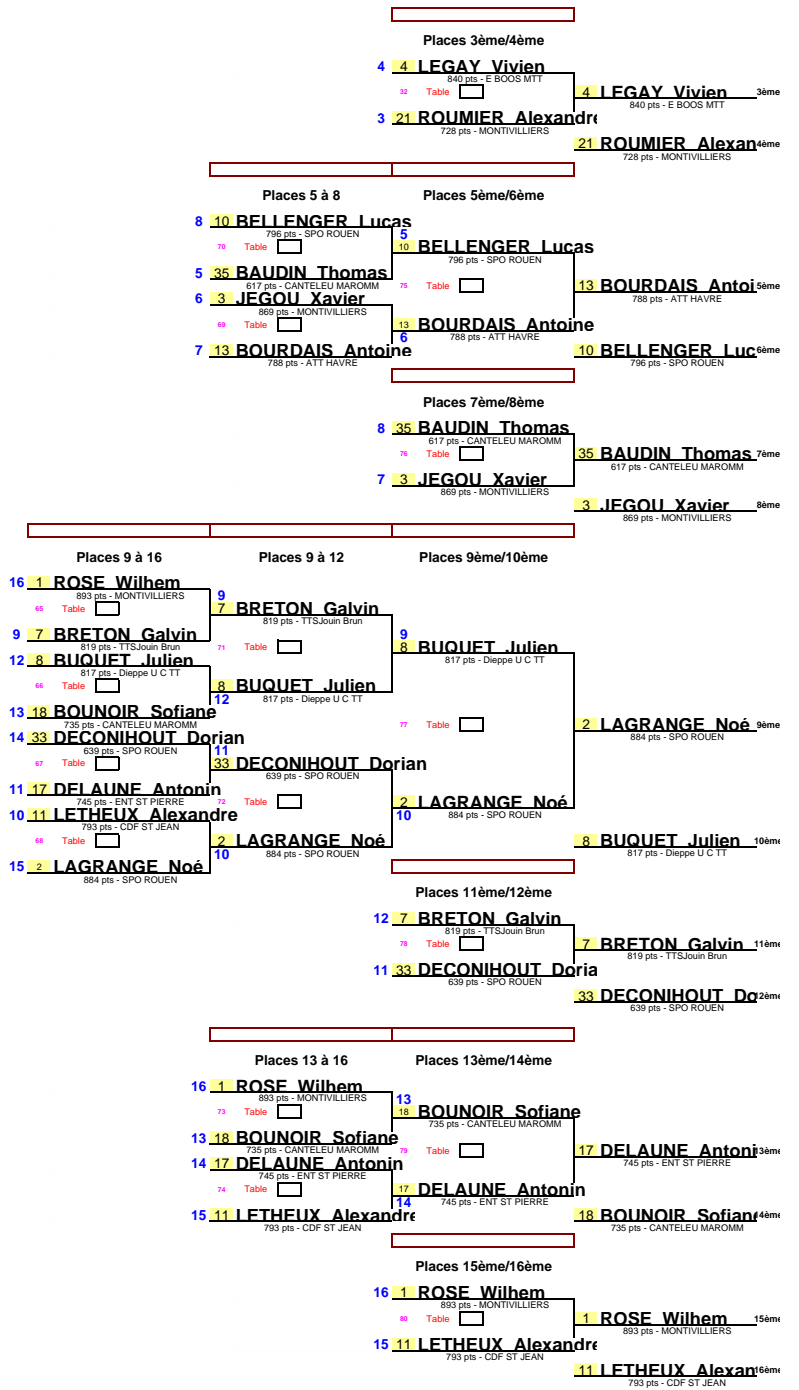 Places 3ème/4ème
4 4 LEGAY Vivien
840 pts - E BOOS MTT
32 Table
4 LEGAY Vivien 3ème
840 pts - E BOOS MTT
3 21 ROUMIER Alexandre
728 pts - MONTIVILLIERS
21 ROUMIER Alexan 4ème
728 pts - MONTIVILLIERS
Places 5 à 8 Places 5ème/6ème
8 10 BELLENGER Lucas
796 pts - SPO ROUEN
5
70 Table
10 BELLENGER Lucas
796 pts - SPO ROUEN
5 35 BAUDIN Thomas
617 pts - CANTELEU MAROMM
75 Table
13 BOURDAIS Antoi 5ème
788 pts - ATT HAVRE
6 3 JEGOU Xavier
869 pts - MONTIVILLIERS
69 Table
13 BOURDAIS Antoine
788 pts - ATT HAVRE
6
7 13 BOURDAIS Antoine
788 pts - ATT HAVRE
10 BELLENGER Luc 6ème
796 pts - SPO ROUEN
Places 7ème/8ème
8 35 BAUDIN Thomas
617 pts - CANTELEU MAROMM
76 Table
35 BAUDIN Thomas 7ème
617 pts - CANTELEU MAROMM
7 3 JEGOU Xavier
869 pts - MONTIVILLIERS
3 JEGOU Xavier 8ème
869 pts - MONTIVILLIERS
Places 9 à 16 Places 9 à 12 Places 9ème/10ème
16 1 ROSE Wilhem
893 pts - MONTIVILLIERS
9
65 Table
7 BRETON Galvin
819 pts - TTSJouin Brun
9 7 BRETON Galvin
819 pts - TTSJouin Brun
9
71 Table
8 BUQUET Julien
817 pts - Dieppe U C TT
12 8 BUQUET Julien
817 pts - Dieppe U C TT
66 Table
8 BUQUET Julien
817 pts - Dieppe U C TT
12
13 18 BOUNOIR Sofiane
735 pts - CANTELEU MAROMM
77 Table
2 LAGRANGE Noé 9ème
884 pts - SPO ROUEN
14 33 DECONIHOUT Dorian
639 pts - SPO ROUEN
11
67 Table
33 DECONIHOUT Dorian
639 pts - SPO ROUEN
11 17 DELAUNE Antonin
745 pts - ENT ST PIERRE
72 Table
2 LAGRANGE Noé
884 pts - SPO ROUEN
10
10 11 LETHEUX Alexandre
793 pts - CDF ST JEAN
68 Table
2 LAGRANGE Noé
884 pts - SPO ROUEN
10
8 BUQUET Julien 10ème
817 pts - Dieppe U C TT
15 2 LAGRANGE Noé
884 pts - SPO ROUEN
Places 11ème/12ème
12 7 BRETON Galvin
819 pts - TTSJouin Brun
78 Table
7 BRETON Galvin 11ème
819 pts - TTSJouin Brun
11 33 DECONIHOUT Doria
639 pts - SPO ROUEN
33 DECONIHOUT Do 12ème
639 pts - SPO ROUEN
Places 13 à 16 Places 13ème/14ème
16 1 ROSE Wilhem
893 pts - MONTIVILLIERS
13
73 Table
18 BOUNOIR Sofiane
735 pts - CANTELEU MAROMM
13 18 BOUNOIR Sofiane
735 pts - CANTELEU MAROMM
79 Table
17 DELAUNE Antoni 13ème
745 pts - ENT ST PIERRE
14 17 DELAUNE Antonin
745 pts - ENT ST PIERRE
74 Table
17 DELAUNE Antonin
745 pts - ENT ST PIERRE
14
15 11 LETHEUX Alexandre
793 pts - CDF ST JEAN
18 BOUNOIR Sofian 14ème
735 pts - CANTELEU MAROMM
Places 15ème/16ème
16 1 ROSE Wilhem
893 pts - MONTIVILLIERS
80 Table
1 ROSE Wilhem 15ème
893 pts - MONTIVILLIERS
15 11 LETHEUX Alexandre
793 pts - CDF ST JEAN
11 LETHEUX Alexan 16ème
793 pts - CDF ST JEAN